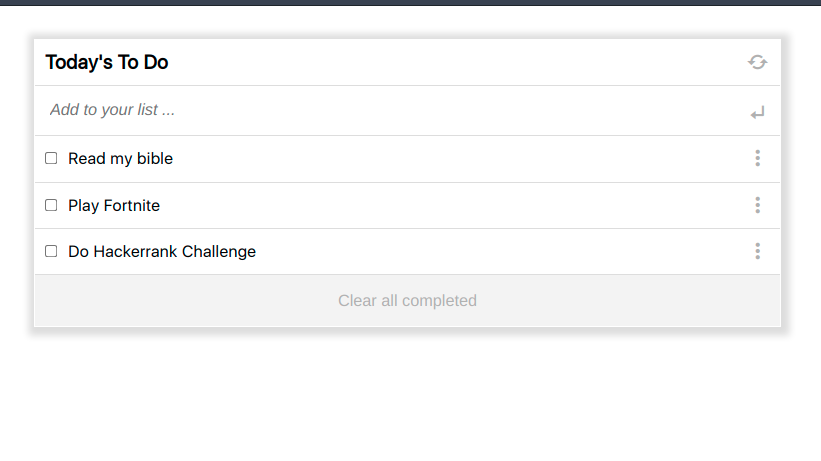 Today's To Do
Add to your list ...
Read my bible
Play Fortnite
Do Hackerrank Challenge
Clear all completed